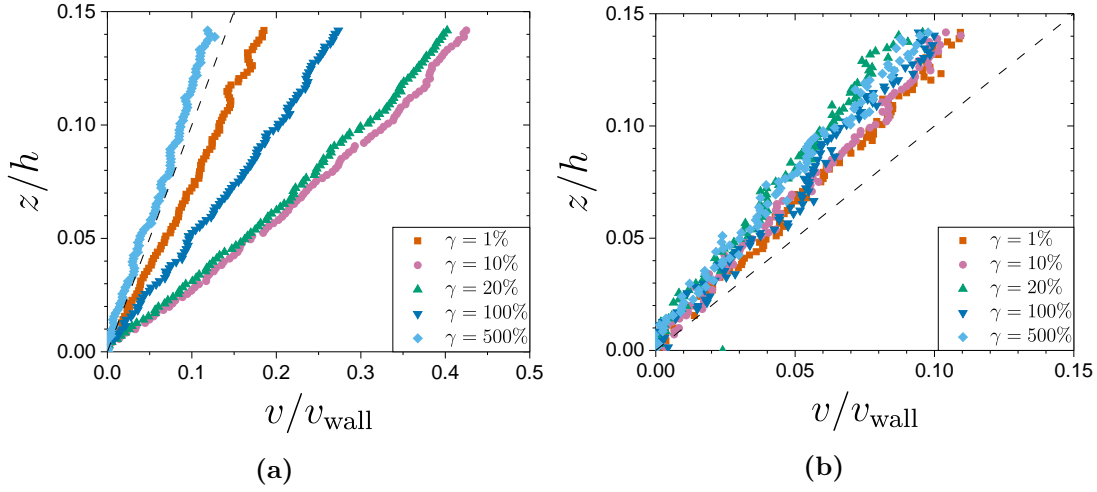 0.15
0.10
0.05
0.00
z/h
0.0 0.1 0.2 0.3 0.4 0.5
v/v_wall
γ = 1%
γ = 10%
γ = 20%
γ = 100%
γ = 500%
(a)
0.15
0.10
0.05
0.00
z/h
0.00 0.05 0.10 0.15
v/v_wall
γ = 1%
γ = 10%
γ = 20%
γ = 100%
γ = 500%
(b)